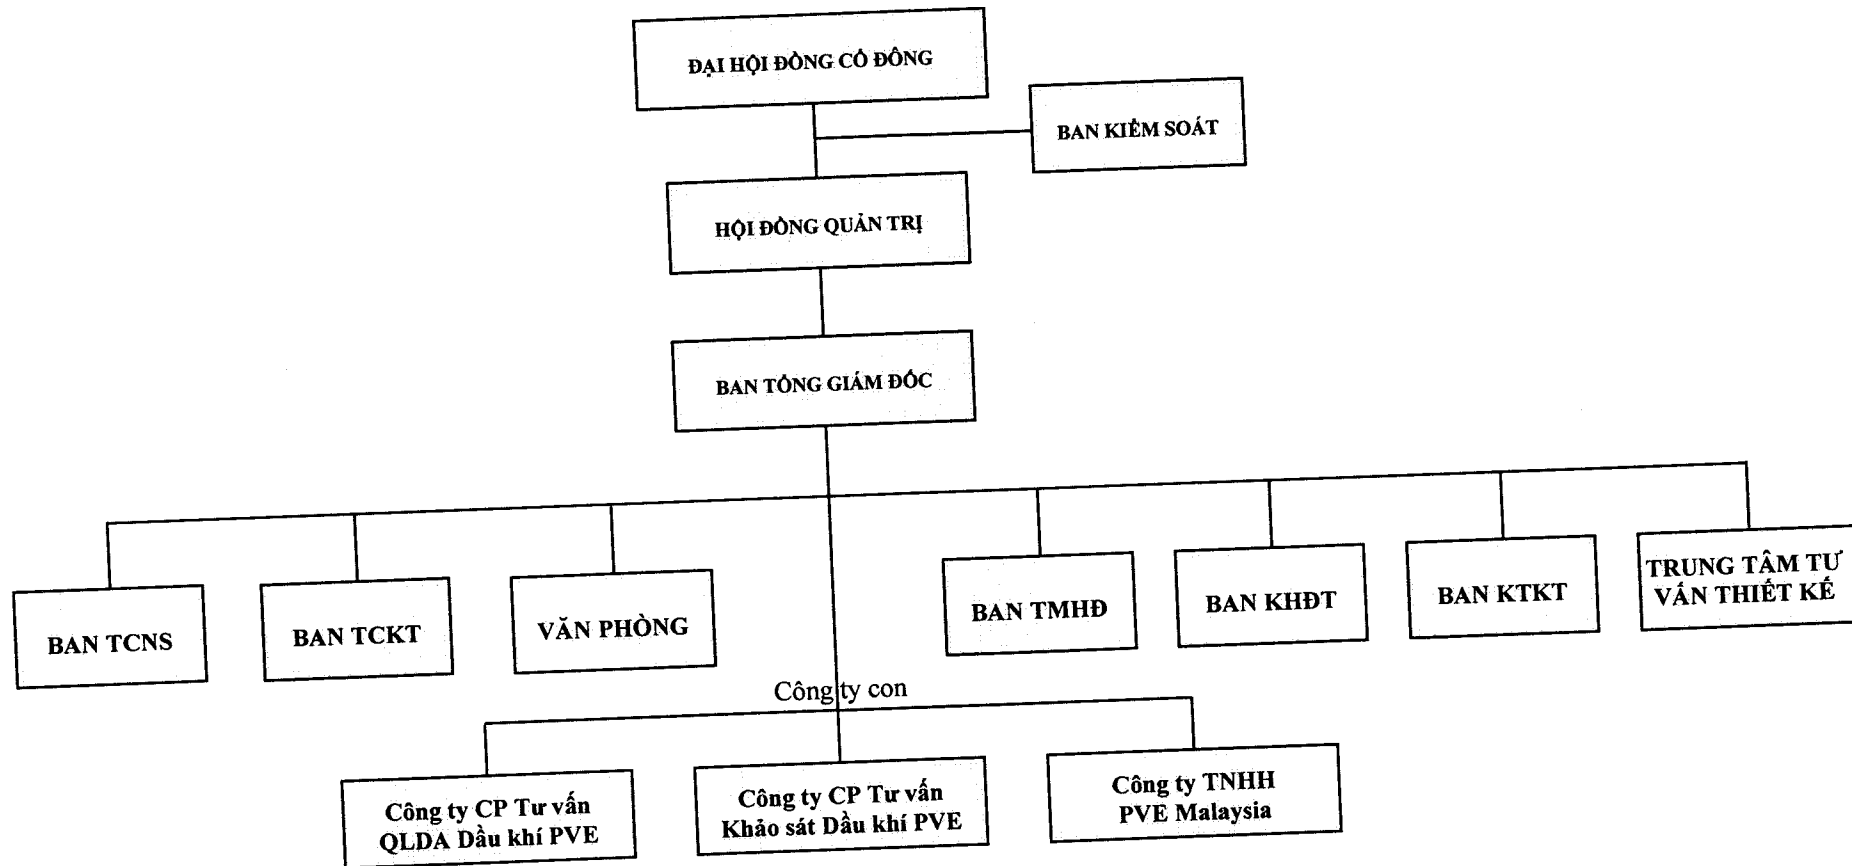 ĐẠI HỘI ĐỒNG CỔ ĐÔNG
BAN KIỂM SOÁT
HỘI ĐỒNG QUẢN TRỊ
BAN TỔNG GIÁM ĐỐC
BAN TCNS
BAN TCKT
VĂN PHÒNG
BAN TMHĐ
BAN KHĐT
BAN KTKT
TRUNG TÂM TƯ
VẤN THIẾT KẾ
Công ty con
Công ty CP Tư vấn
QLDA Dầu khí PVE
Công ty CP Tư vấn
Khảo sát Dầu khí PVE
Công ty TNHH
PVE Malaysia